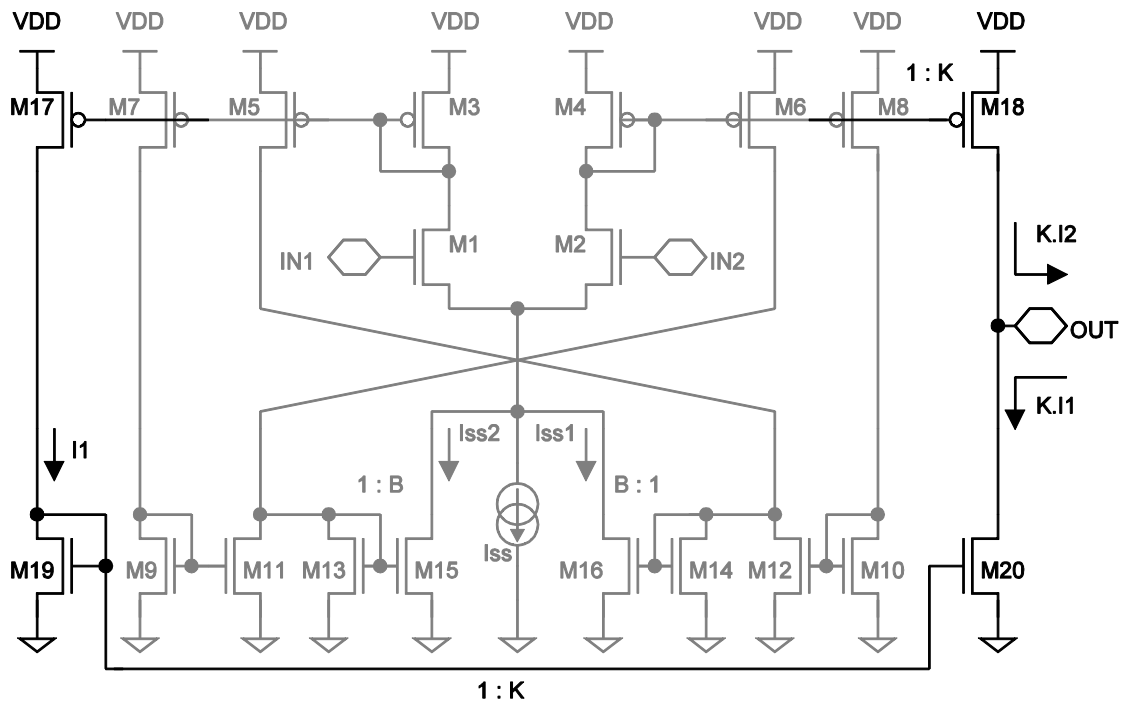 VDD VDD VDD VDD VDD VDD VDD VDD
1 : K
M17 M7 M5 M3 M4 M6 M8 M18
M1 M2 K.I2
IN1 IN2
OUT
K.I1
I1 Iss2 Iss1
1 : B B : 1
Iss
M19 M9 M11 M13 M15 M16 M14 M12 M10 M20
1 : K